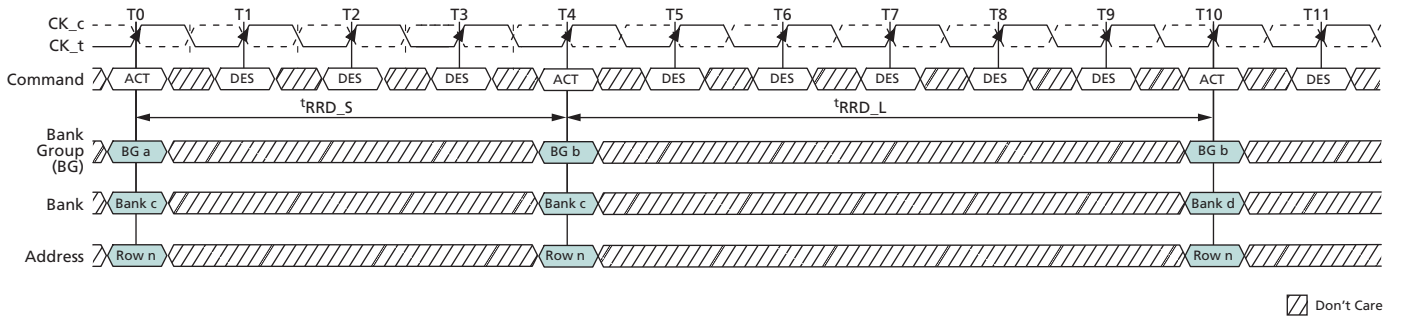 T0 T1 T2 T3 T4 T5 T6 T7 T8 T9 T10 T11
CK_c
CK_t
Command ACT DES DES DES ACT DES DES DES DES DES ACT DES
tRRD_S tRRD_L
Bank
Group
(BG)
BG a BG b BG b
Bank Bank c Bank c Bank d
Address Row n Row n Row n
Don't Care